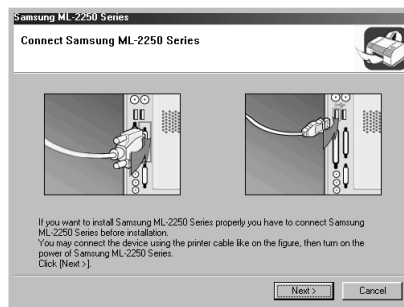 Samsung ML-2250 Series
Connect Samsung ML-2250 Series
If you want to install Samsung ML-2250 Series properly you have to connect Samsung
ML-2250 Series before installation.
You may connect the device using the printer cable like on the figure, then turn on the
power of Samsung ML-2250 Series.
Click [Next >].
Next >
Cancel